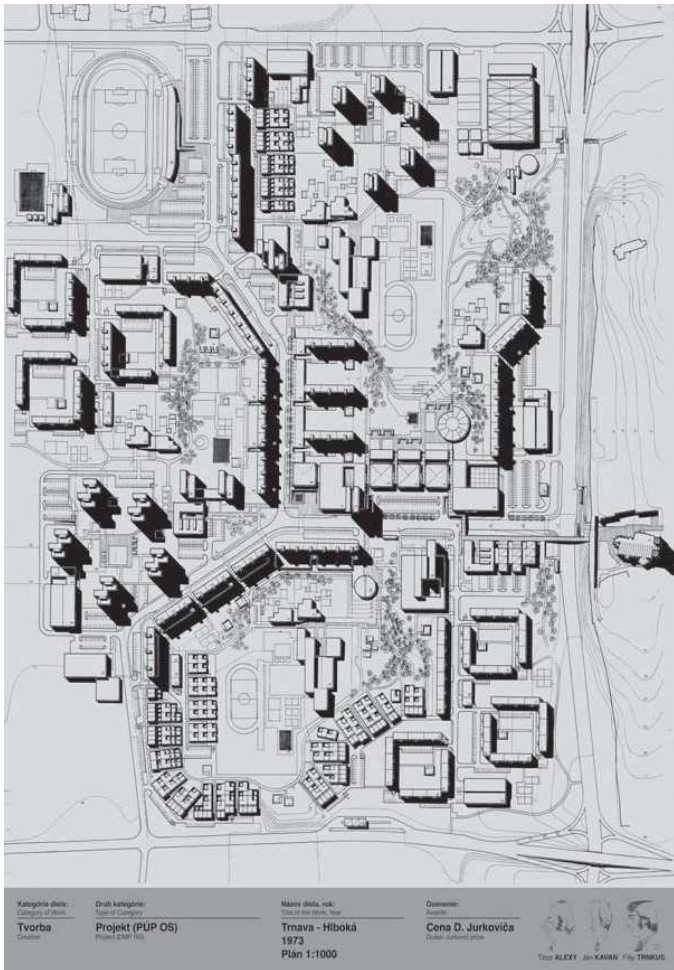 Kategória diela:
Category of Work
Tvorba
Creation
Druh kategórie:
Type of Category
Projekt (PÚP OS)
Project (DMP RS)
Názov diela, rok:
Title of the Work, Year
Trnava - Hlboká
1973
Plán 1:1000
Ocenenie:
Awards
Cena D. Jurkoviča
Dušan Jurkovič prize
Tibor ALEXY Jan KAVAN Filip TRNKUS